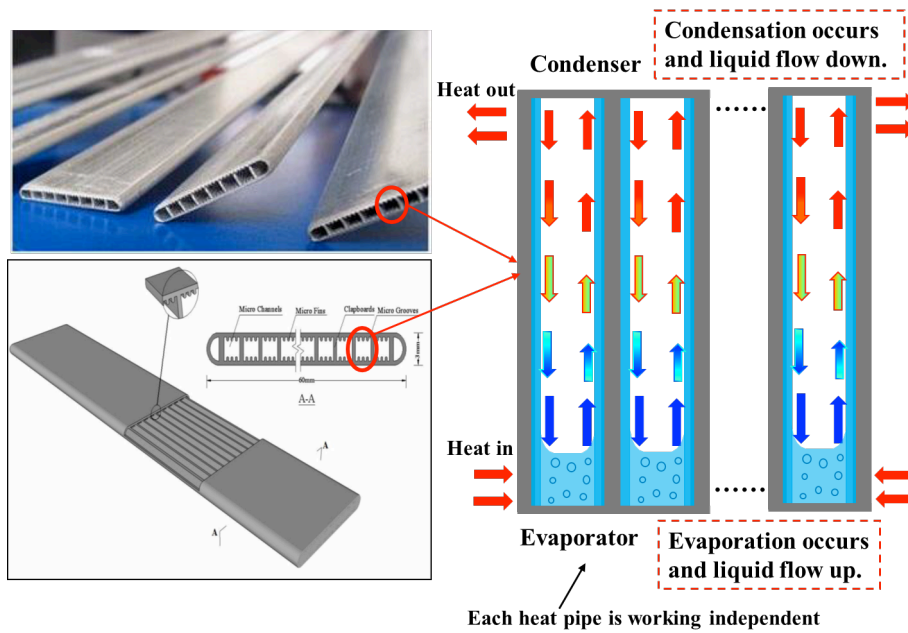 Condensation occurs
and liquid flow down.
Condenser
Heat out
......
Micro Channels
Micro Fins
Clapboards
Micro Grooves
3mm
60mm
A-A
A
A
Heat in
......
Evaporator
Evaporation occurs
and liquid flow up.
Each heat pipe is working independent